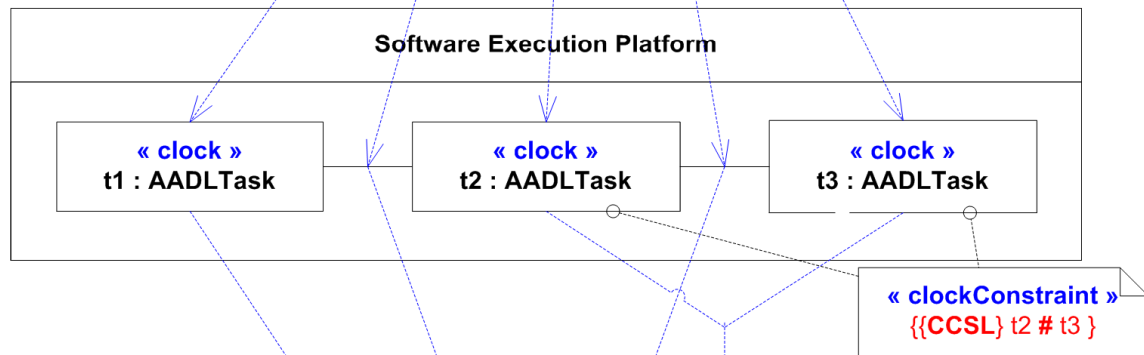 Software Execution Platform
« clock »
t1 : AADLTask
« clock »
t2 : AADLTask
« clock »
t3 : AADLTask
« clockConstraint »
{{CCSL} t2 # t3 }